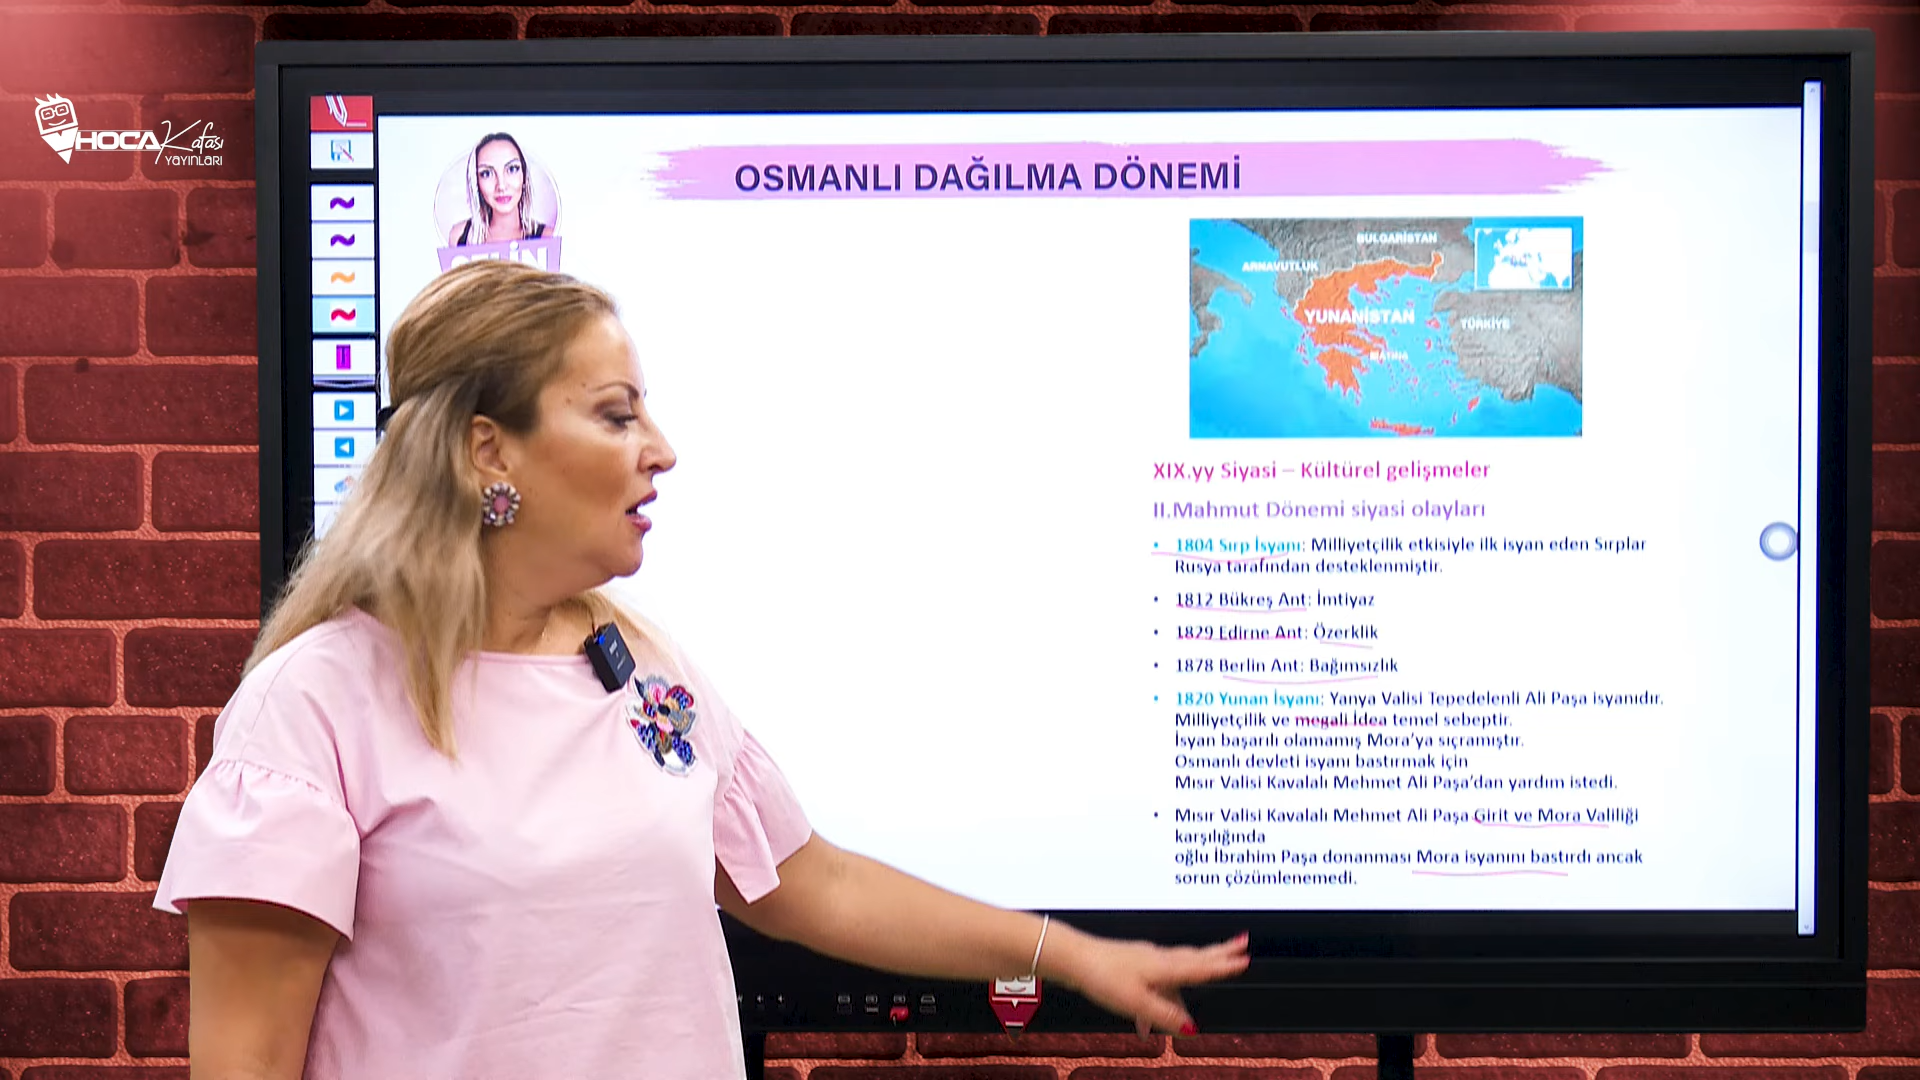 HOCA Kafası
YAYINLARI
OSMANLI DAĞILMA DÖNEMİ
BULGARİSTAN
ARNAVUTLUK
YUNANİSTAN
TÜRKİYE
XIX.yy Siyasi – Kültürel gelişmeler
II.Mahmut Dönemi siyasi olayları
• 1804 Sırp İsyanı: Milliyetçilik etkisiyle ilk isyan eden Sırplar
Rusya tarafından desteklenmiştir.
• 1812 Bükreş Ant: İmtiyaz
• 1829 Edirne Ant: Özerklik
• 1878 Berlin Ant: Bağımsızlık
• 1820 Yunan İsyanı: Yanya Valisi Tepedelenli Ali Paşa isyanıdır.
Milliyetçilik ve megali İdea temel sebeptir.
İsyan başarılı olamamış Mora'ya sıçramıştır.
Osmanlı devleti isyanı bastırmak için
Mısır Valisi Kavalalı Mehmet Ali Paşa'dan yardım istedi.
• Mısır Valisi Kavalalı Mehmet Ali Paşa Girit ve Mora Valiliği
karşılığında
oğlu İbrahim Paşa donanması Mora isyanını bastırdı ancak
sorun çözümlenemedi.